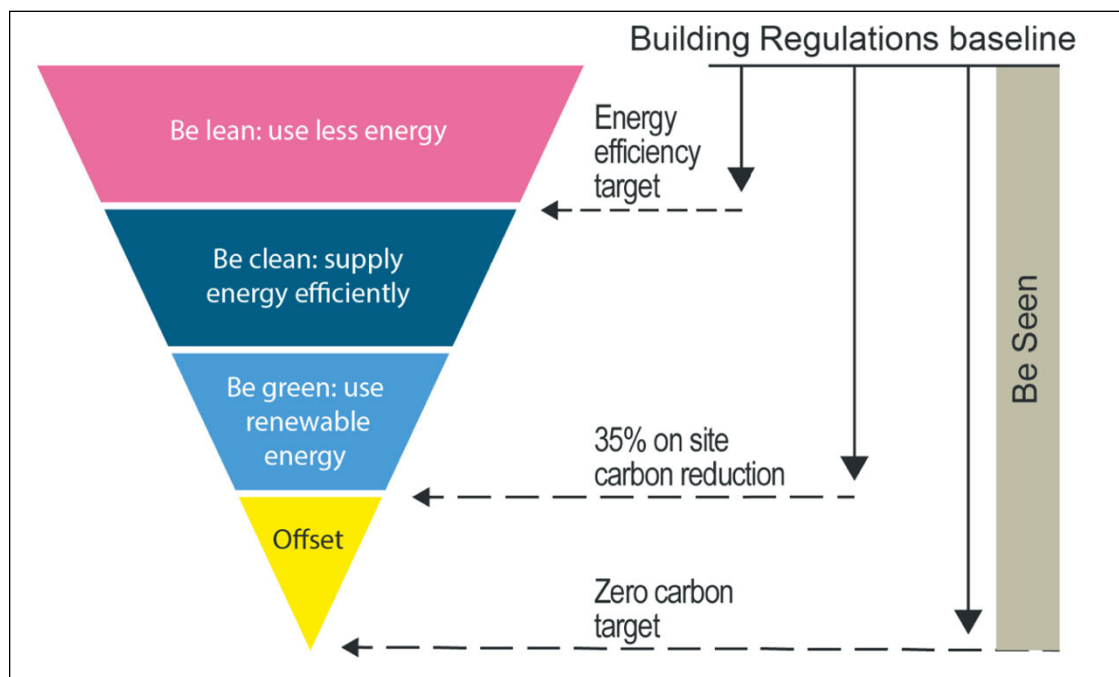 Building Regulations baseline
Be lean: use less energy
Energy
efficiency
target
Be clean: supply
energy efficiently
Be green: use
renewable
energy
35% on site
carbon reduction
Offset
Zero carbon
target
Be Seen